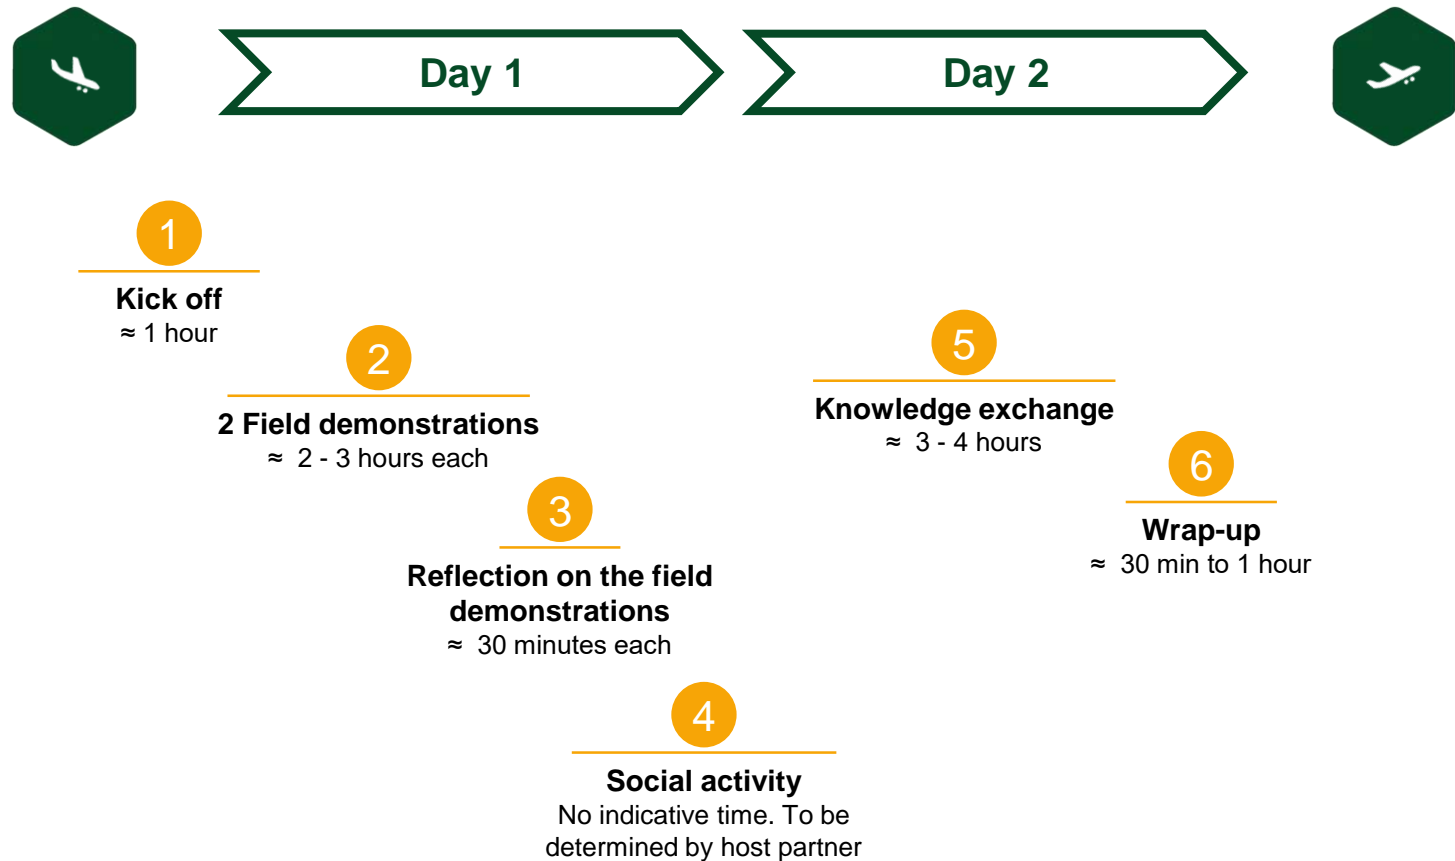 Day 1
Day 2
1
Kick off
≈ 1 hour
2
2 Field demonstrations
≈ 2 - 3 hours each
3
Reflection on the field
demonstrations
≈ 30 minutes each
4
Social activity
No indicative time. To be
determined by host partner
5
Knowledge exchange
≈ 3 - 4 hours
6
Wrap-up
≈ 30 min to 1 hour